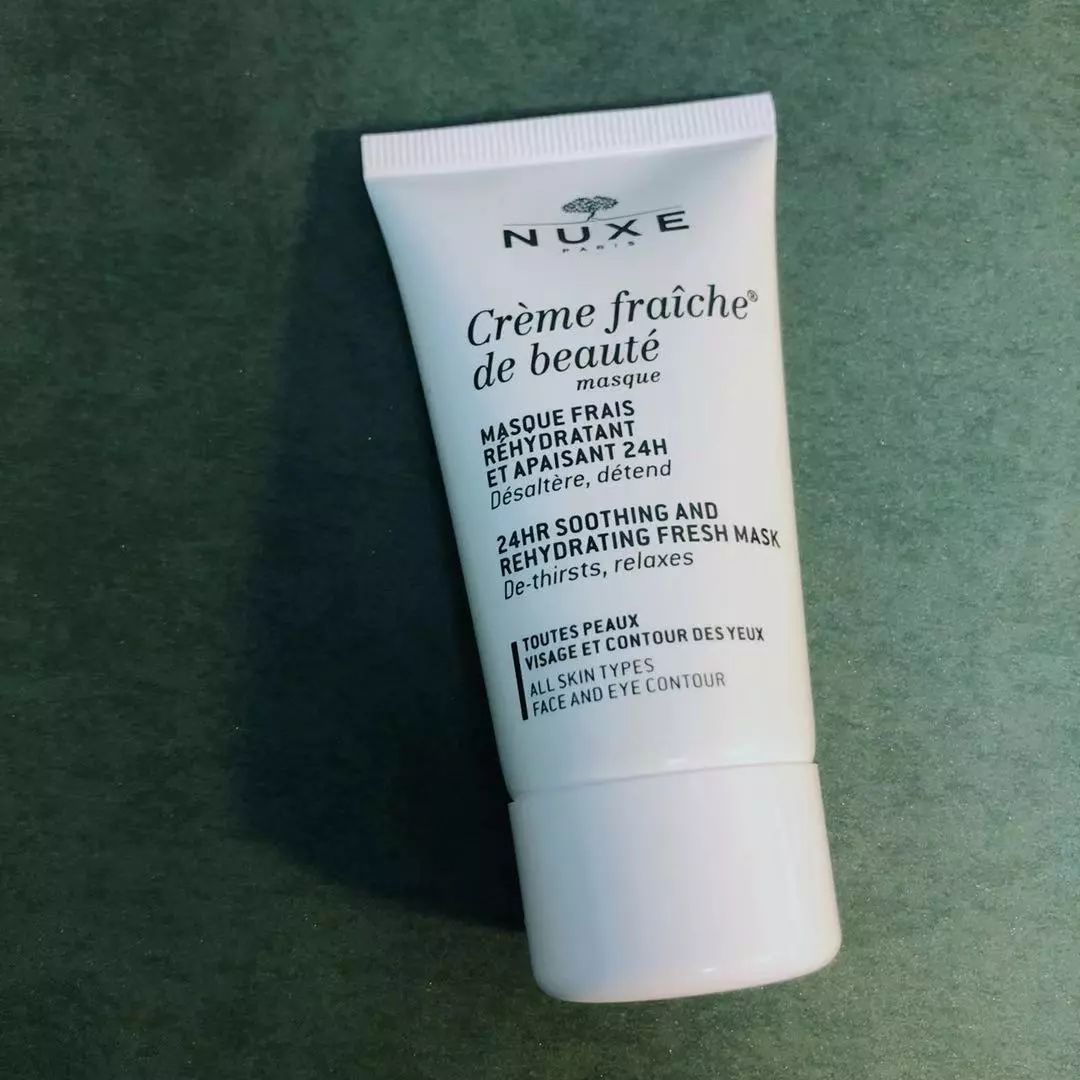 NUXE
PARIS
Crème fraîche®
de beauté
masque
MASQUE FRAIS
RÉHYDRATANT
ET APAISANT 24H
Désaltère, détend
24HR SOOTHING AND
REHYDRATING FRESH MASK
De-thirsts, relaxes
TOUTES PEAUX
VISAGE ET CONTOUR DES YEUX
ALL SKIN TYPES
FACE AND EYE CONTOUR